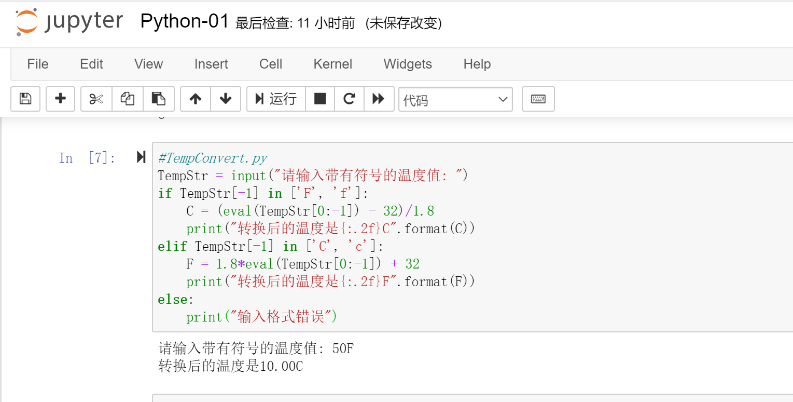 jupyter Python-01 最后检查: 11 小时前 (未保存改变)
File Edit View Insert Cell Kernel Widgets Help
运行 代码
In [7]:
#TempConvert.py
TempStr = input("请输入带有符号的温度值: ")
if TempStr[-1] in ['F', 'f']:
    C = (eval(TempStr[0:-1]) - 32)/1.8
    print("转换后的温度是{:.2f}C".format(C))
elif TempStr[-1] in ['C', 'c']:
    F = 1.8*eval(TempStr[0:-1]) + 32
    print("转换后的温度是{:.2f}F".format(F))
else:
    print("输入格式错误")
请输入带有符号的温度值: 50F
转换后的温度是10.00C